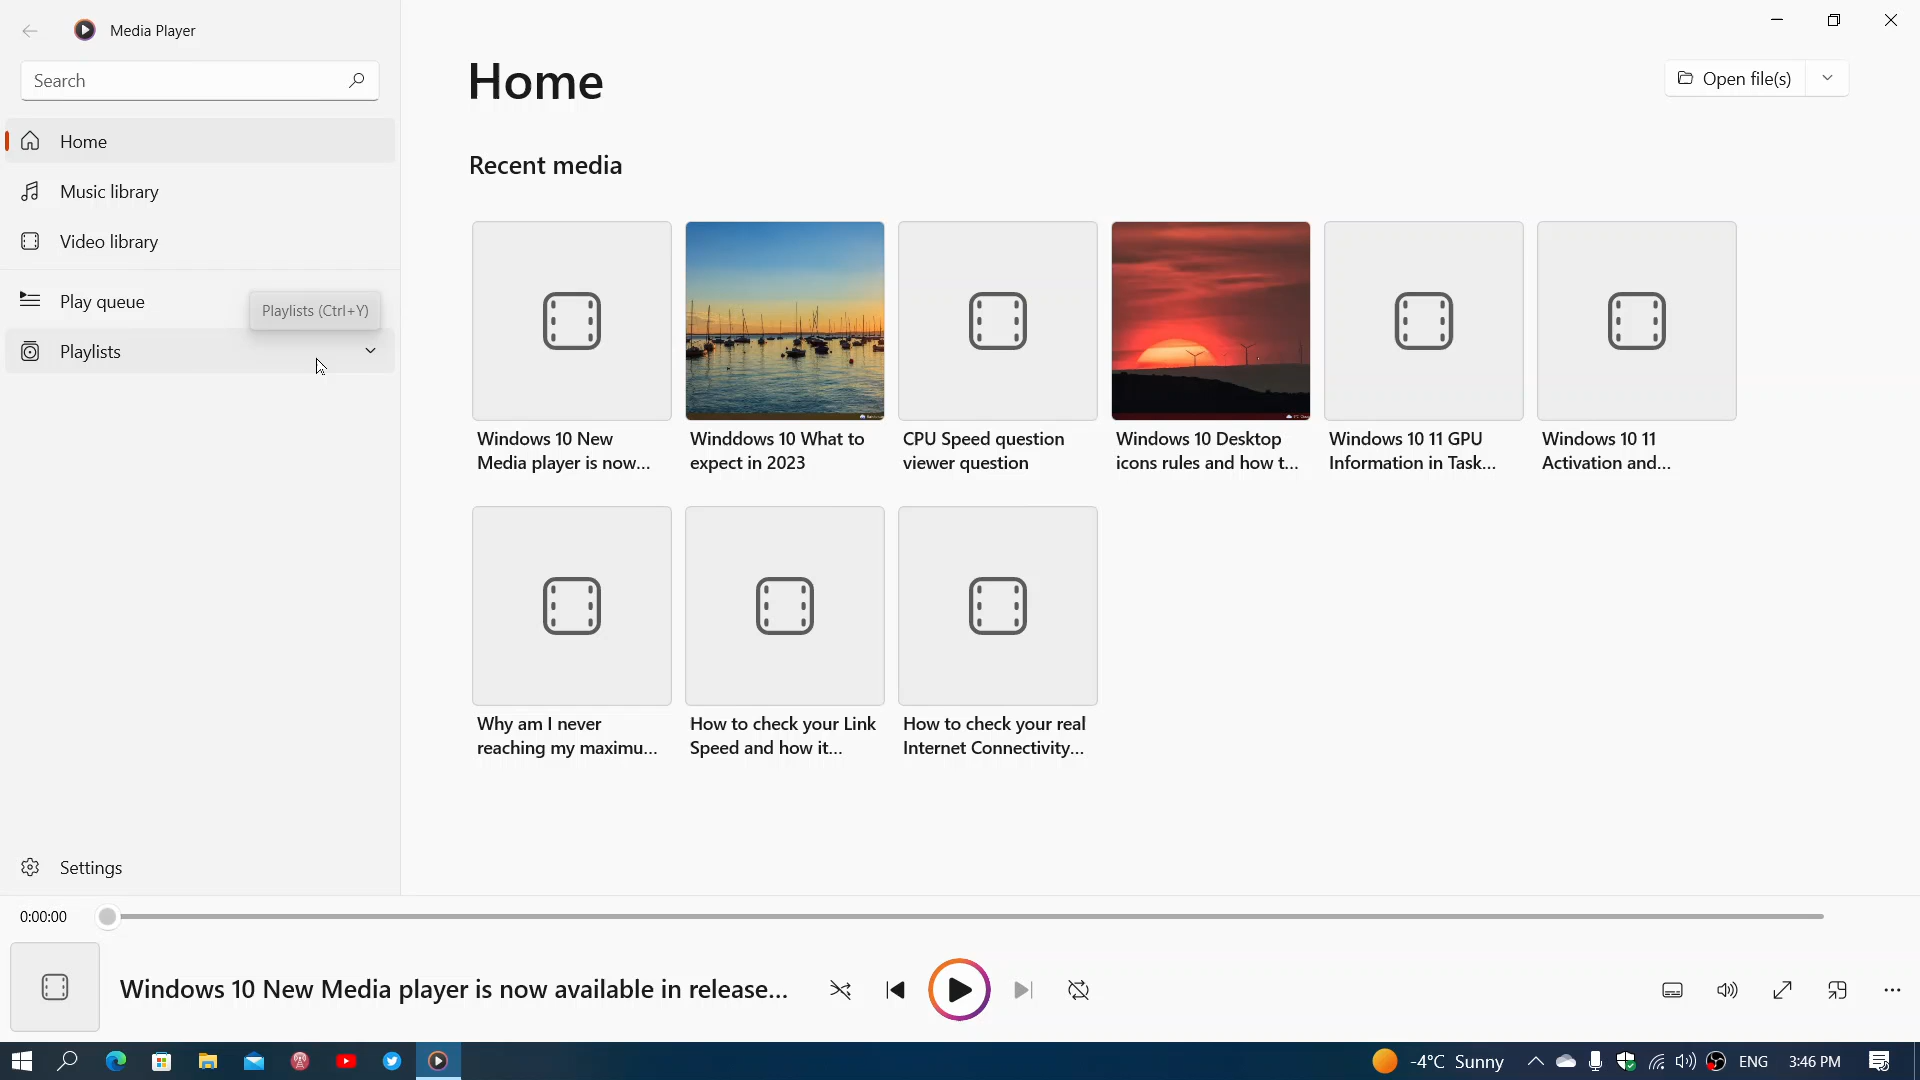 Media Player
Search
Home
Music library
Video library
Play queue
Playlists (Ctrl+Y)
Playlists
Settings
Home
Open file(s)
Recent media
Windows 10 New
Media player is now...
Winddows 10 What to
expect in 2023
CPU Speed question
viewer question
Windows 10 Desktop
icons rules and how t...
Windows 10 11 GPU
Information in Task...
Windows 10 11
Activation and...
Why am I never
reaching my maximu...
How to check your Link
Speed and how it...
How to check your real
Internet Connectivity...
0:00:00
Windows 10 New Media player is now available in release...
-4°C Sunny
ENG
3:46 PM